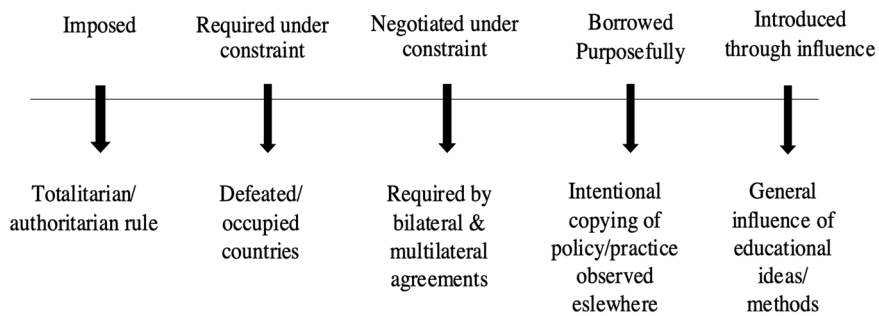 Imposed
Required under
constraint
Negotiated under
constraint
Borrowed
Purposefully
Introduced
through influence
Totalitarian/
authoritarian rule
Defeated/
occupied
countries
Required by
bilateral &
multilateral
agreements
Intentional
copying of
policy/practice
observed
eslewhere
General
influence of
educational
ideas/
methods